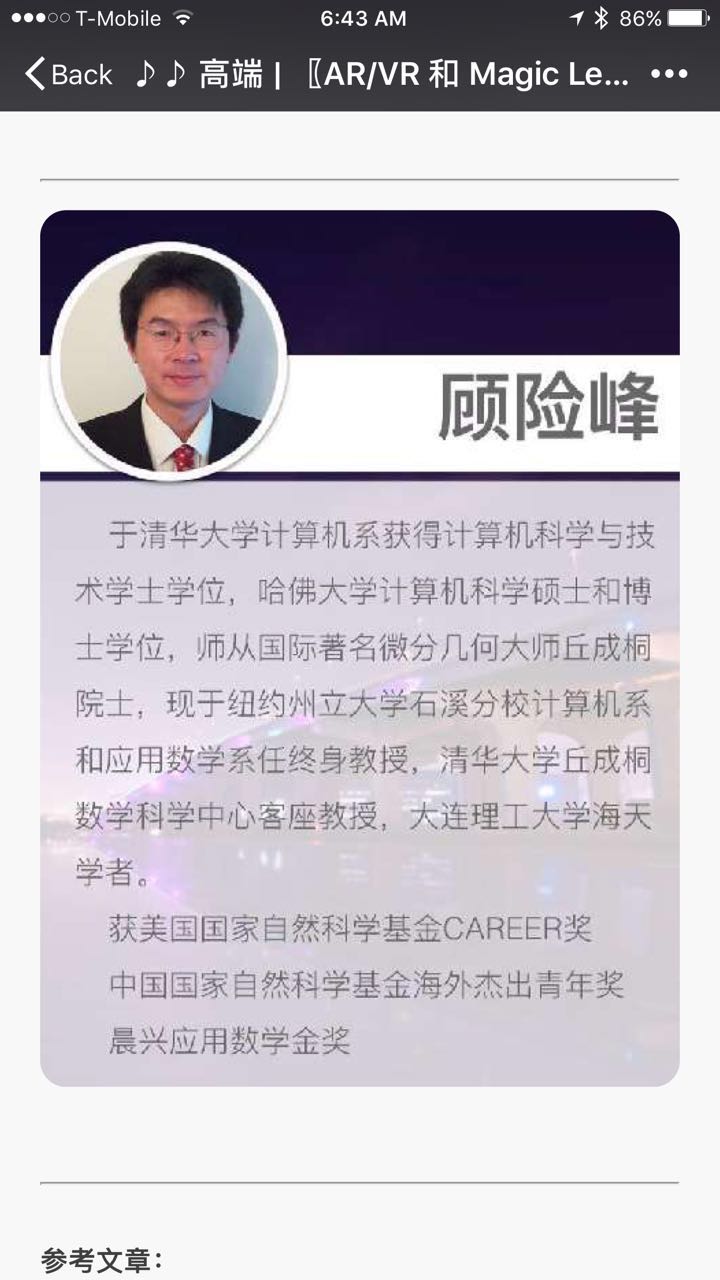 T-Mobile 6:43 AM 86%
Back ♪♪ 高端 | 〖AR/VR 和 Magic Le...
顾险峰
于清华大学计算机系获得计算机科学与技
术学士学位，哈佛大学计算机科学硕士和博
士学位，师从国际著名微分几何大师丘成桐
院士，现于纽约州立大学石溪分校计算机系
和应用数学系任终身教授，清华大学丘成桐
数学科学中心客座教授，大连理工大学海天
学者。
获美国国家自然科学基金CAREER奖
中国国家自然科学基金海外杰出青年奖
晨兴应用数学金奖
参考文章：